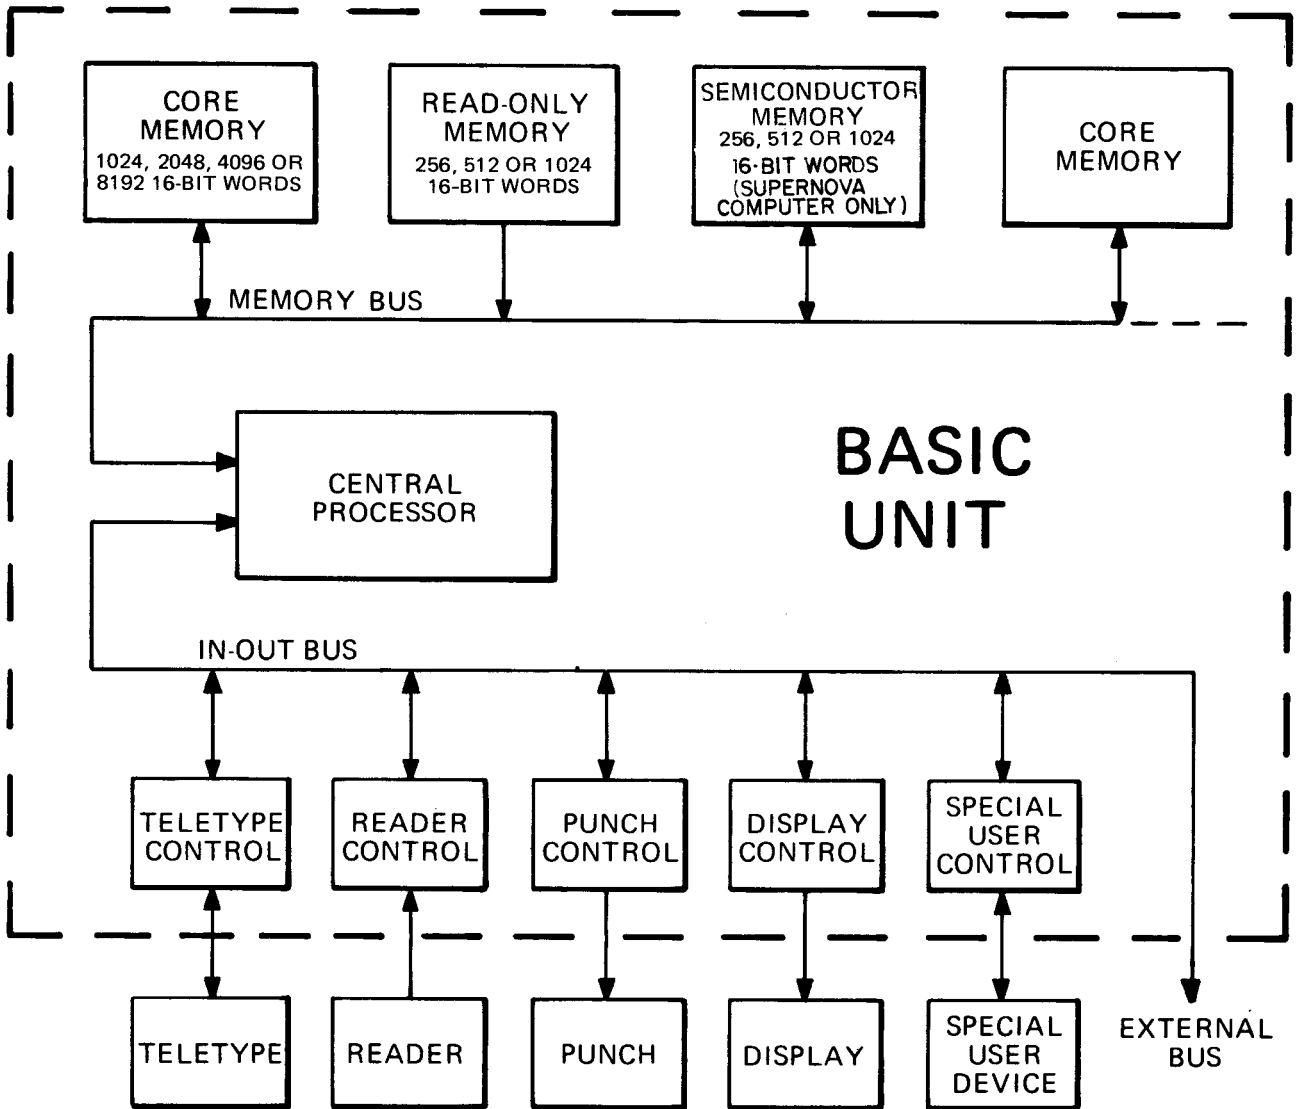 CORE
MEMORY
1024, 2048, 4096 OR
8192 16-BIT WORDS
READ-ONLY
MEMORY
256, 512 OR 1024
16-BIT WORDS
SEMICONDUCTOR
MEMORY
256, 512 OR 1024
16-BIT WORDS
(SUPERNOVA
COMPUTER ONLY)
CORE
MEMORY
MEMORY BUS
CENTRAL
PROCESSOR
BASIC
UNIT
IN-OUT BUS
TELETYPE
CONTROL
READER
CONTROL
PUNCH
CONTROL
DISPLAY
CONTROL
SPECIAL
USER
CONTROL
TELETYPE
READER
PUNCH
DISPLAY
SPECIAL
USER
DEVICE
EXTERNAL
BUS